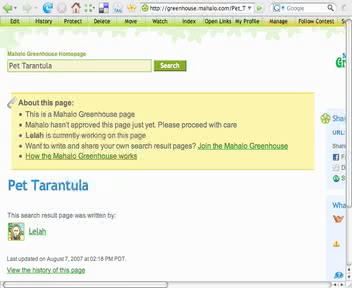 http://greenhouse.mahalo.com/Pet_T
Google
Edit History Protect Delete Move Watch Index Open Links My Profile Manage Follow Contest
Mahalo Greenhouse Homepage
Pet Tarantula Search
About this page:
This is a Mahalo Greenhouse page
Mahalo hasn't approved this page just yet. Please proceed with care
Lelah is currently working on this page
Want to write and share your own search result pages? Join the Mahalo Greenhouse
How the Mahalo Greenhouse works
Shar
URL:
Share
Pet Tarantula
This search result page was written by:
Lelah
Wha
Last updated on August 7, 2007 at 02:18 PM PDT.
View the history of this page